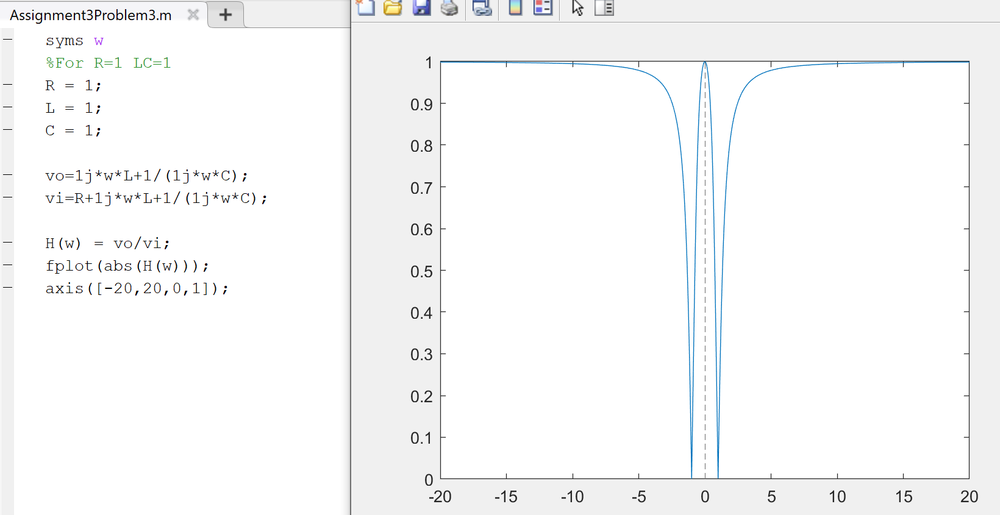 Assignment3Problem3.m
syms w
%For R=1 LC=1
R = 1;
L = 1;
C = 1;
vo=1j*w*L+1/(1j*w*C);
vi=R+1j*w*L+1/(1j*w*C);
H(w) = vo/vi;
fplot(abs(H(w)));
axis([-20,20,0,1]);
1
0.9
0.8
0.7
0.6
0.5
0.4
0.3
0.2
0.1
0
-20 -15 -10 -5 0 5 10 15 20